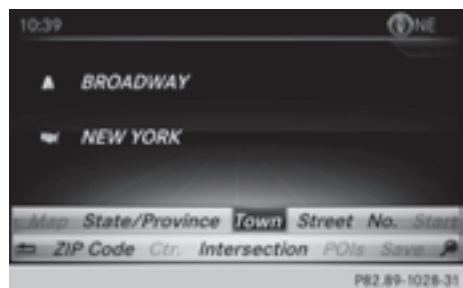 10:39 NE
BROADWAY
NEW YORK
Map State/Province Town Street No. Start
ZIP Code Ctr. Intersection POIs Save
P82.89-1028-31